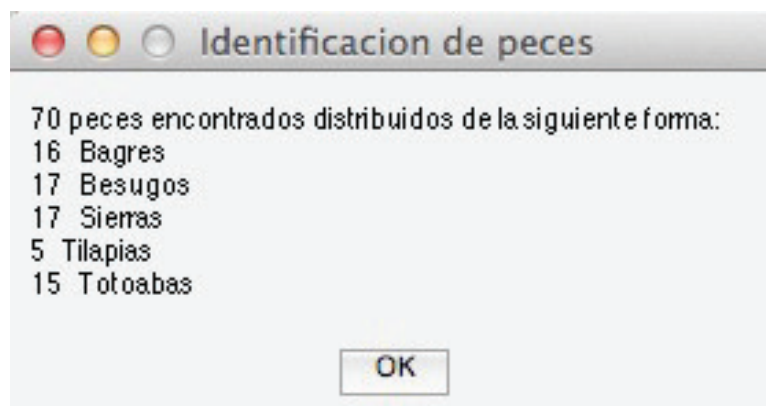 Identificacion de peces
70 peces encontrados distribuidos de la siguiente forma:
16 Bagres
17 Besugos
17 Sierras
5 Tilapias
15 Totoabas
OK